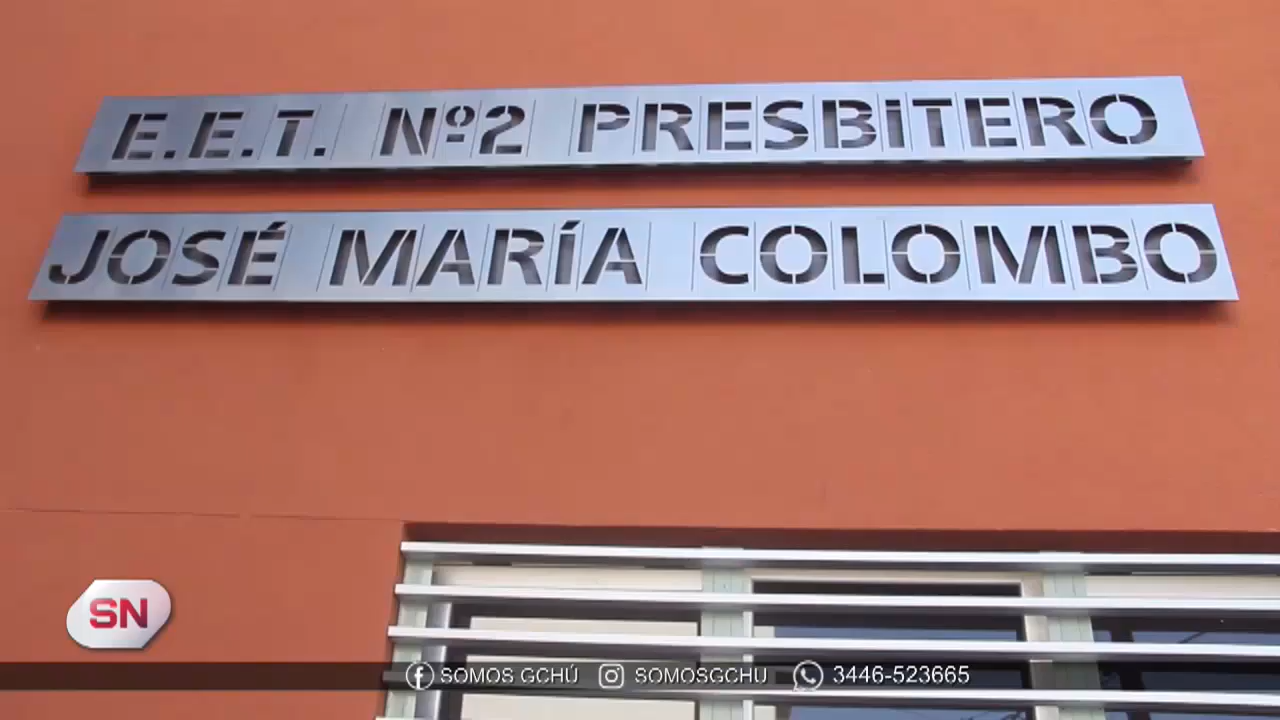 E.E.T. Nº2 PRESBiTERO
JOSÉ MARÍA COLOMBO
SN
SOMOS GCHÚ SOMOSGCHU 3446-523665